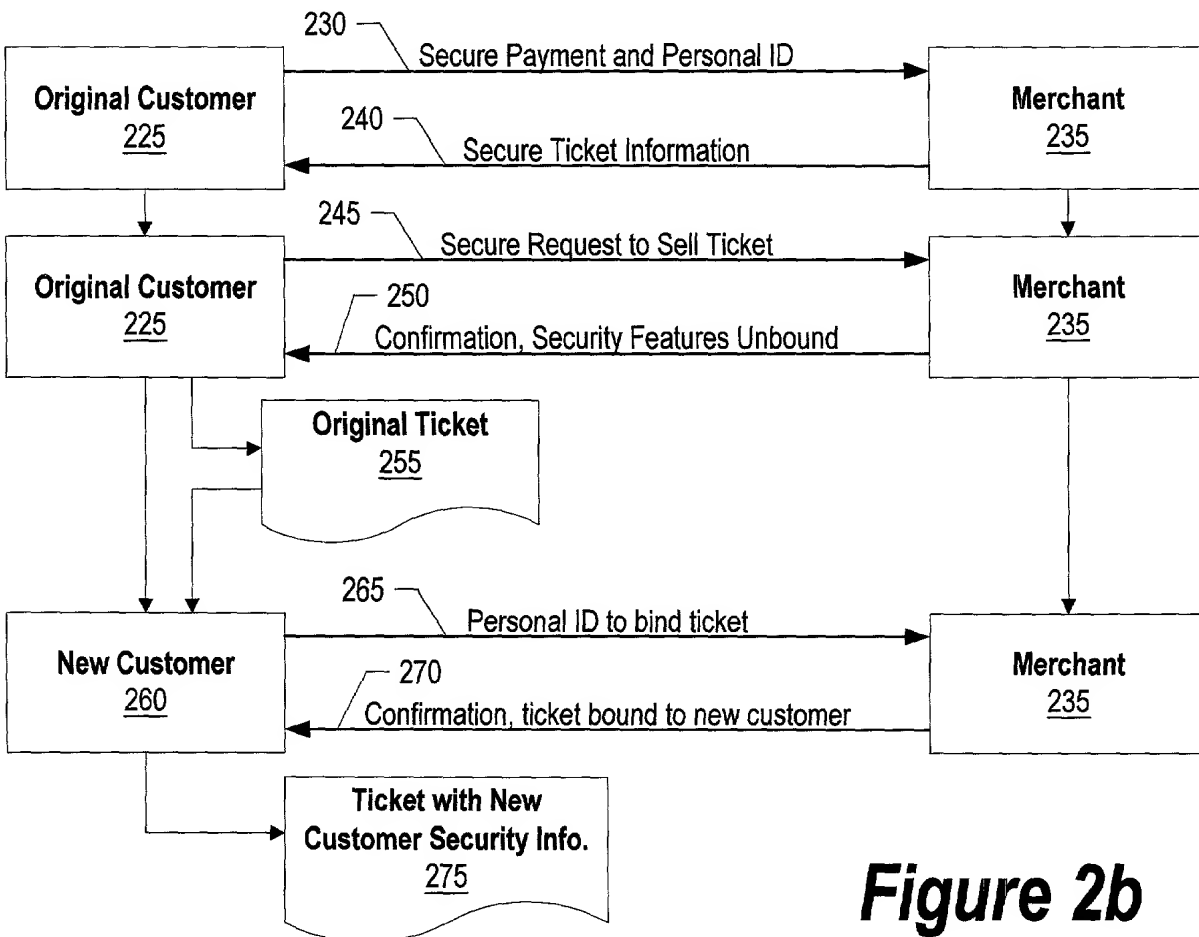 230
Secure Payment and Personal ID
Original Customer
225
Merchant
235
240
Secure Ticket Information
245
Secure Request to Sell Ticket
Original Customer
225
Merchant
235
250
Confirmation, Security Features Unbound
Original Ticket
255
265
Personal ID to bind ticket
New Customer
260
Merchant
235
270
Confirmation, ticket bound to new customer
Ticket with New
Customer Security Info.
275
Figure 2b